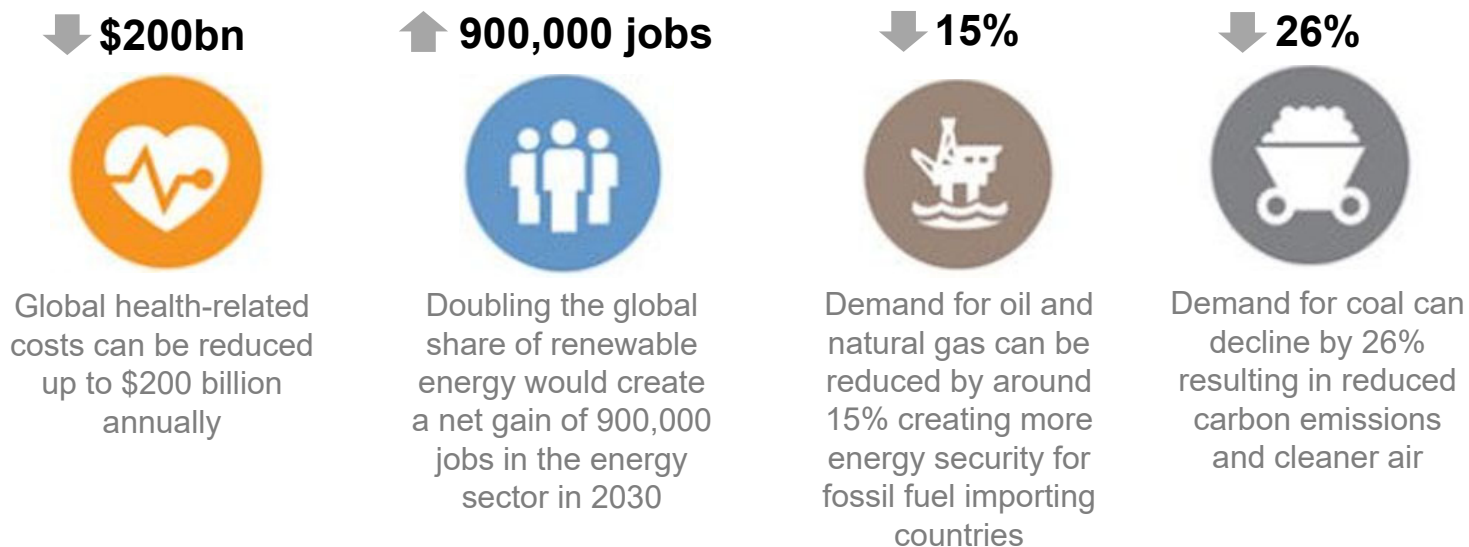 $200bn
Global health-related
costs can be reduced
up to $200 billion
annually
900,000 jobs
Doubling the global
share of renewable
energy would create
a net gain of 900,000
jobs in the energy
sector in 2030
15%
Demand for oil and
natural gas can be
reduced by around
15% creating more
energy security for
fossil fuel importing
countries
26%
Demand for coal can
decline by 26%
resulting in reduced
carbon emissions
and cleaner air